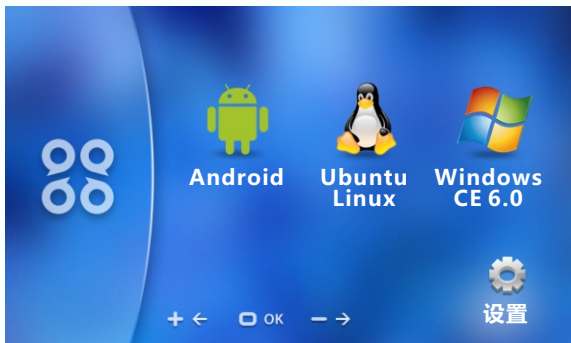 Android
Ubuntu
Linux
Windows
CE 6.0
设置
+ ← OK − →